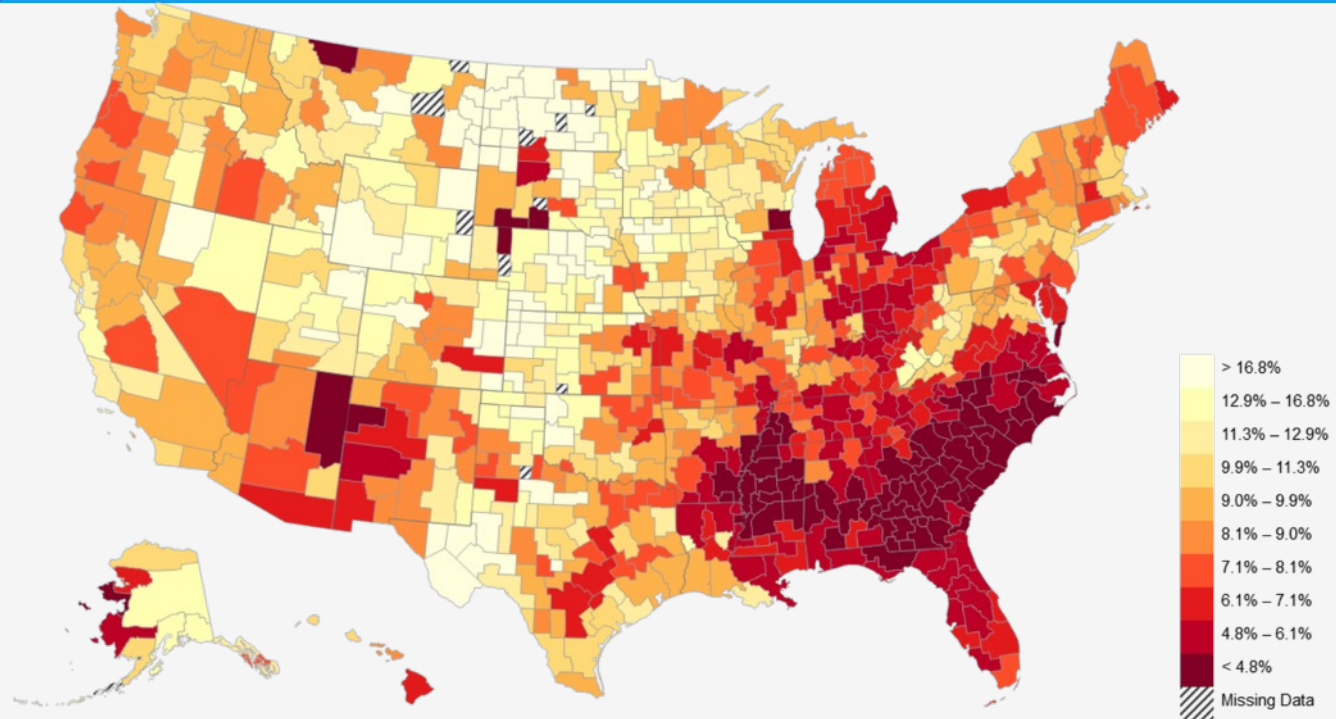 > 16.8%
12.9% – 16.8%
11.3% – 12.9%
9.9% – 11.3%
9.0% – 9.9%
8.1% – 9.0%
7.1% – 8.1%
6.1% – 7.1%
4.8% – 6.1%
< 4.8%
Missing Data